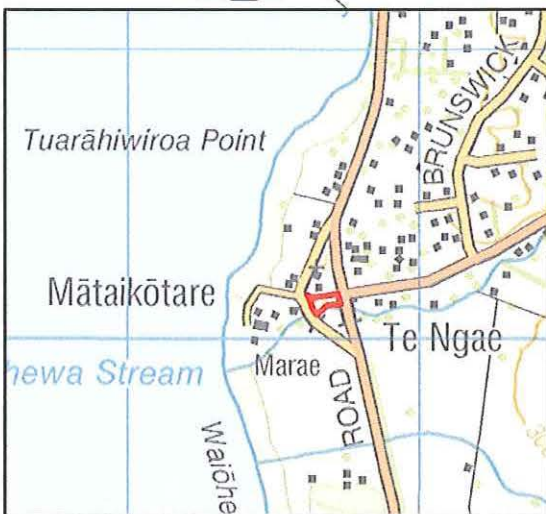 BRUNSWICK
Tuarāhiwiroa Point
Mātaikōtare
Te Ngae
Marae
hewa Stream
ROAD
Waiōhe